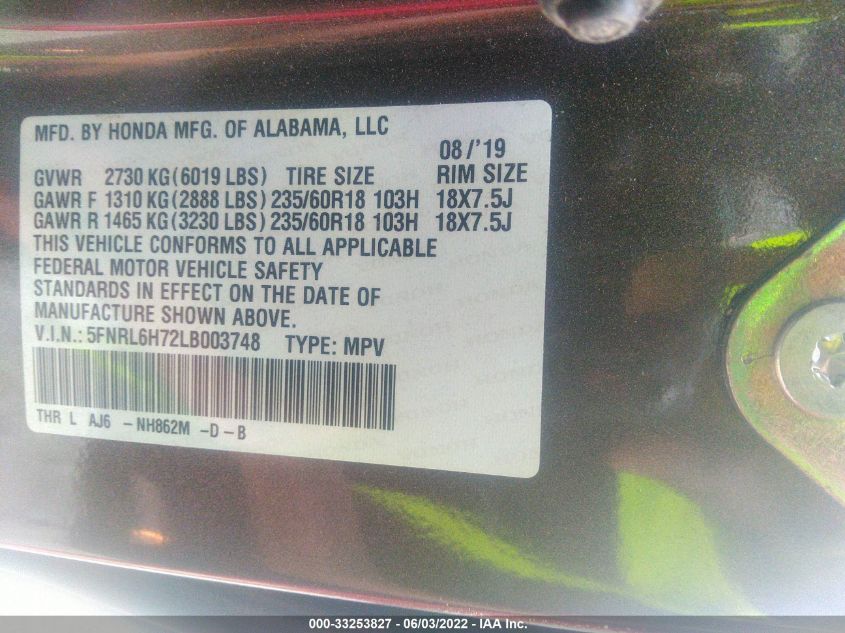 MFD. BY HONDA MFG. OF ALABAMA, LLC
08/'19
GVWR 2730 KG(6019 LBS) TIRE SIZE RIM SIZE
GAWR F 1310 KG(2888 LBS) 235/60R18 103H 18X7.5J
GAWR R 1465 KG(3230 LBS) 235/60R18 103H 18X7.5J
THIS VEHICLE CONFORMS TO ALL APPLICABLE
FEDERAL MOTOR VEHICLE SAFETY
STANDARDS IN EFFECT ON THE DATE OF
MANUFACTURE SHOWN ABOVE.
V.I.N.: 5FNRL6H72LB003748 TYPE: MPV
THR L AJ6 - NH862M - D - B
000-33253827 - 06/03/2022 - IAA Inc.